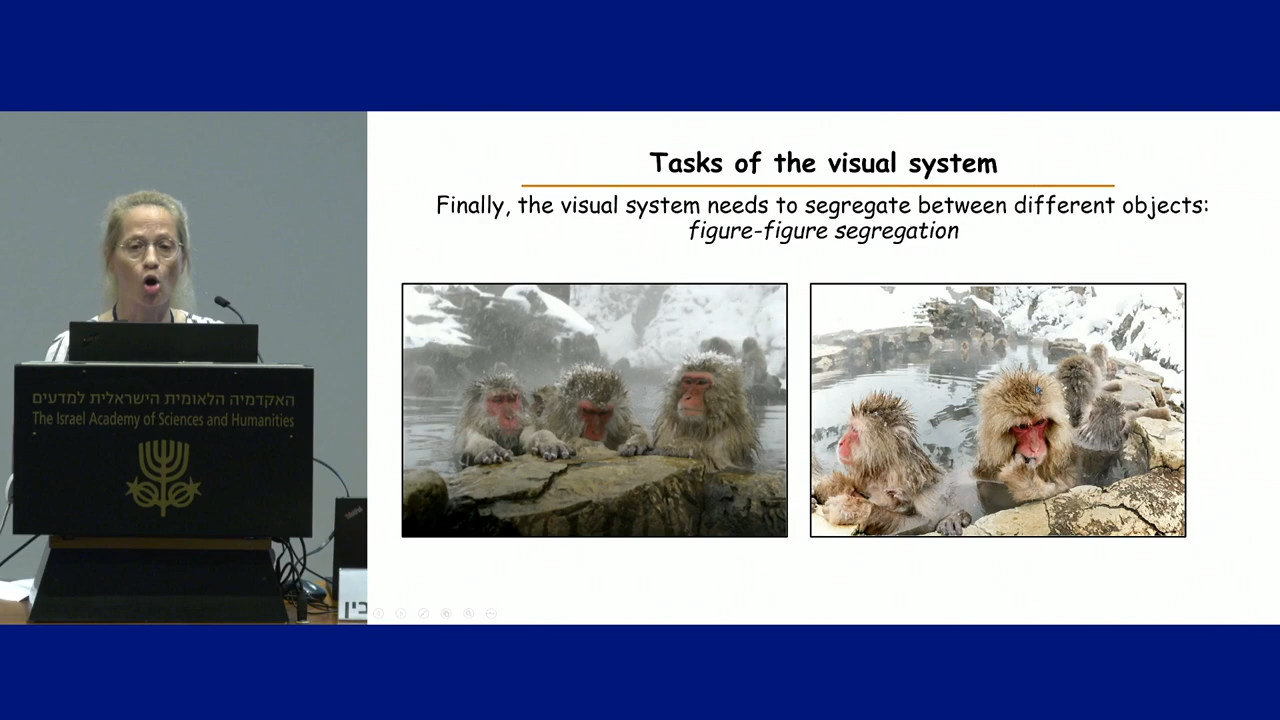 Tasks of the visual system
Finally, the visual system needs to segregate between different objects:
figure-figure segregation
האקדמיה הלאומית הישראלית למדעים
The Israel Academy of Sciences and Humanities
ThinkPad